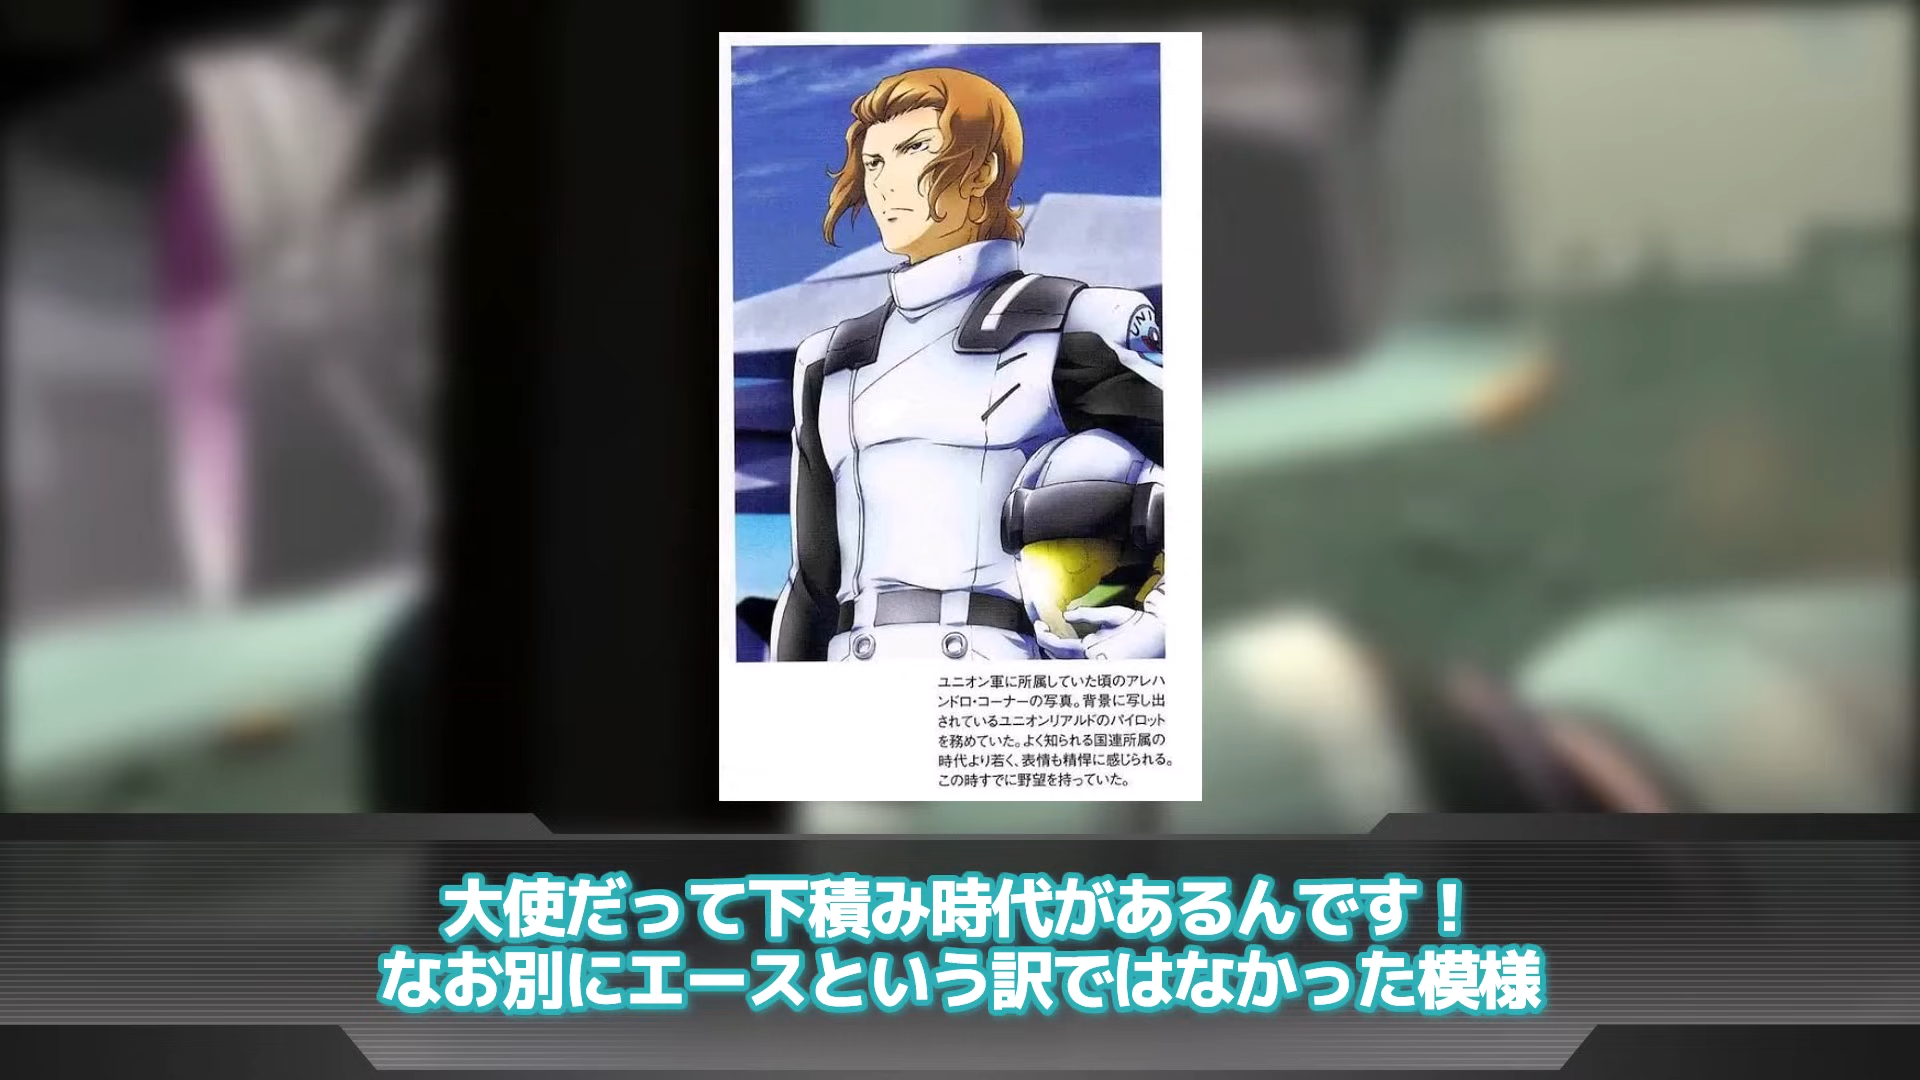 UNI
ユニオン軍に所属していた頃のアレハ
ンドロ・コーナーの写真。背景に写し出
されているユニオンリアルドのパイロット
を務めていた。よく知られる国連所属の
時代より若く、表情も精悍に感じられる。
この時すでに野望を持っていた。
大使だって下積み時代があるんです！
なお別にエースという訳ではなかった模様